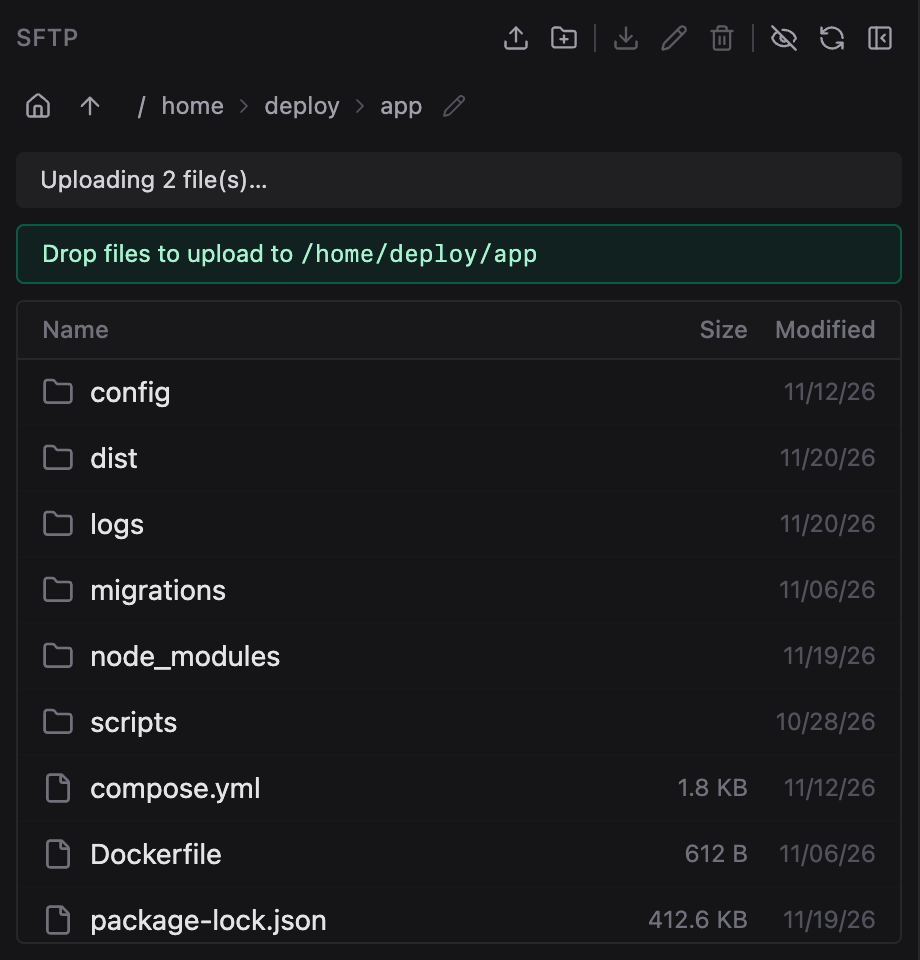 SFTP
/ home > deploy > app
Uploading 2 file(s)...
Drop files to upload to /home/deploy/app
Name Size Modified
config 11/12/26
dist 11/20/26
logs 11/20/26
migrations 11/06/26
node_modules 11/19/26
scripts 10/28/26
compose.yml 1.8 KB 11/12/26
Dockerfile 612 B 11/06/26
package-lock.json 412.6 KB 11/19/26